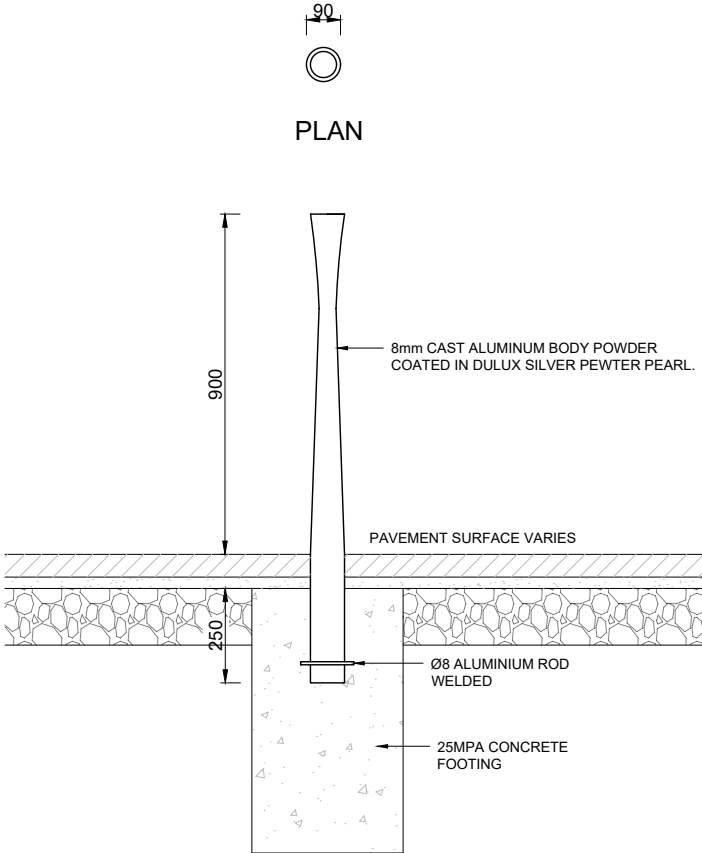 90
PLAN
8mm CAST ALUMINUM BODY POWDER
COATED IN DULUX SILVER PEWTER PEARL.
900
PAVEMENT SURFACE VARIES
250
Ø8 ALUMINIUM ROD
WELDED
25MPA CONCRETE
FOOTING